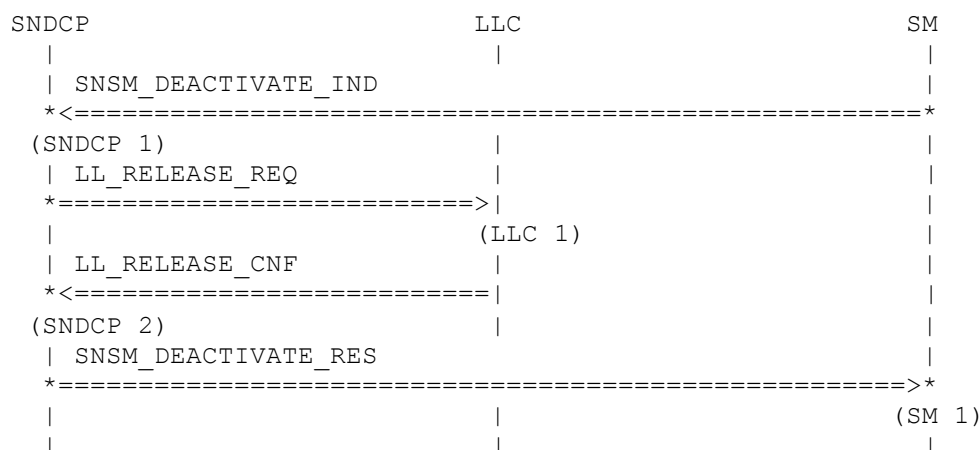 SNDCP LLC SM
SNSM_DEACTIVATE_IND
(SNDCP 1)
LL_RELEASE_REQ
(LLC 1)
LL_RELEASE_CNF
(SNDCP 2)
SNSM_DEACTIVATE_RES
(SM 1)